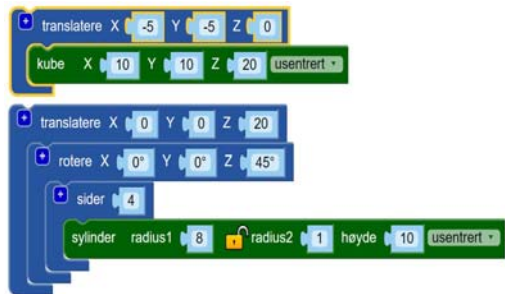 translatere X -5 Y -5 Z 0
kube X 10 Y 10 Z 20 usentrert
translatere X 0 Y 0 Z 20
rotere X 0° Y 0° Z 45°
sider 4
sylinder radius1 8 radius2 1 høyde 10 usentrert